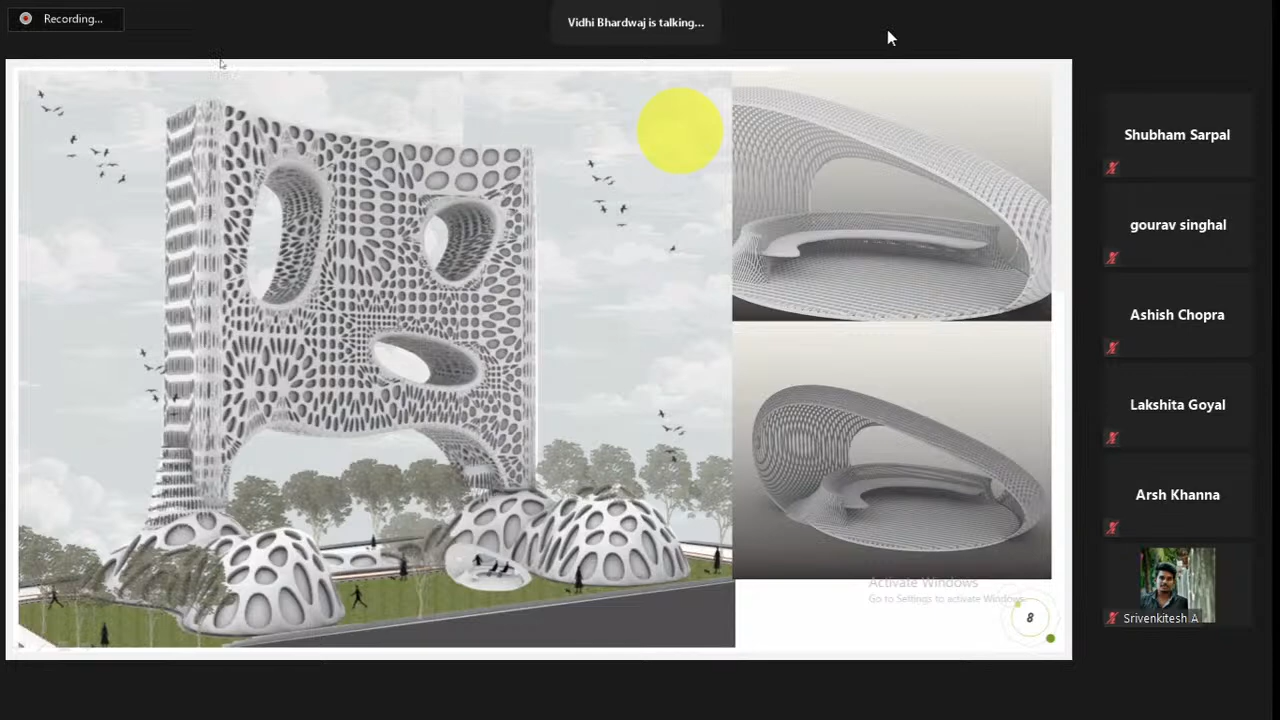 Recording...
Vidhi Bhardwaj is talking...
Shubham Sarpal
gourav singhal
Ashish Chopra
Lakshita Goyal
Arsh Khanna
Srivenkitesh A
Activate Windows
Go to Settings to activate Windows.
8